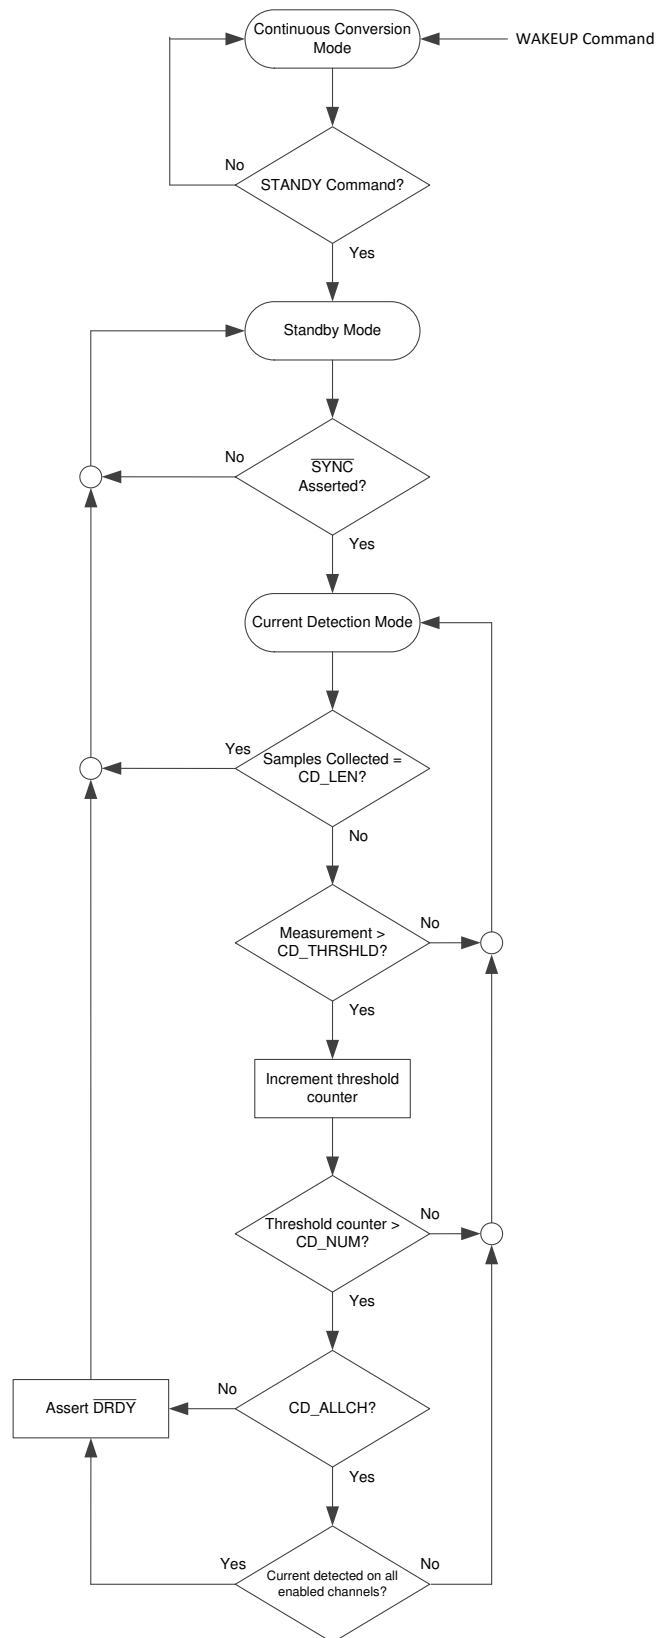 Continuous Conversion
Mode
WAKEUP Command
No
STANDY Command?
Yes
Standby Mode
No
SYNC
Asserted?
Yes
Current Detection Mode
Yes
Samples Collected =
CD_LEN?
No
Measurement >
CD_THRSHLD?
No
Yes
Increment threshold
counter
Threshold counter >
CD_NUM?
No
Yes
Assert DRDY
No
CD_ALLCH?
Yes
Yes
Current detected on all
enabled channels?
No